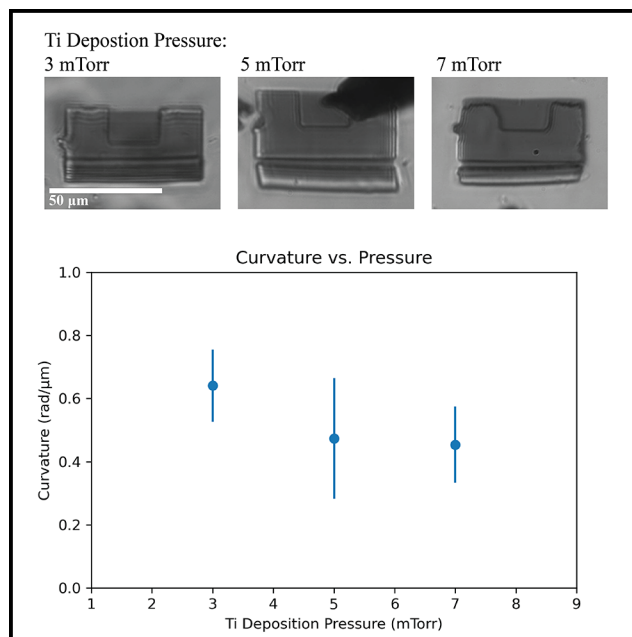 Ti Depostion Pressure:
3 mTorr
5 mTorr
7 mTorr
50 µm
Curvature vs. Pressure
1.0
0.8
0.6
0.4
0.2
0.0
Curvature (rad/µm)
1 2 3 4 5 6 7 8 9
Ti Deposition Pressure (mTorr)